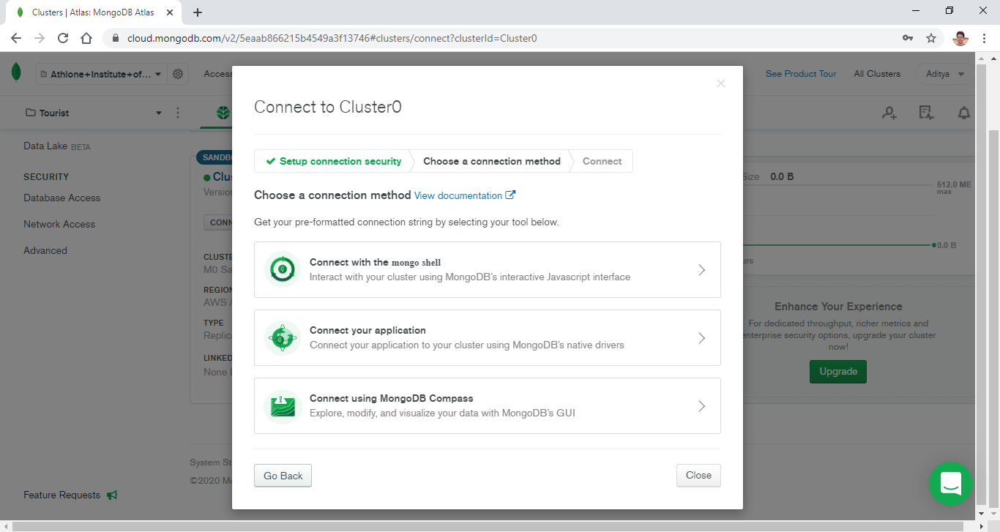 Clusters | Atlas: MongoDB Atlas
cloud.mongodb.com/v2/5eaab866215b4549a3f13746#clusters/connect?clusterId=Cluster0
Athlone+Institute+of...
Access
See Product Tour
All Clusters
Aditya
Tourist
Data Lake BETA
SECURITY
Database Access
Network Access
Advanced
Feature Requests
SANDB
Clu
Version
CONN
CLUSTE
M0 Sa
REGION
AWS /
TYPE
Replic
LINKED
None
System St
©2020 Mo
Connect to Cluster0
Setup connection security
Choose a connection method
Connect
Choose a connection method View documentation
Get your pre-formatted connection string by selecting your tool below.
Connect with the mongo shell
Interact with your cluster using MongoDB's interactive Javascript interface
Connect your application
Connect your application to your cluster using MongoDB's native drivers
Connect using MongoDB Compass
Explore, modify, and visualize your data with MongoDB's GUI
Go Back
Close
Size 0.0 B
512.0 MB
max
0.0 B
urs
Enhance Your Experience
For dedicated throughput, richer metrics and
enterprise security options, upgrade your cluster
now!
Upgrade